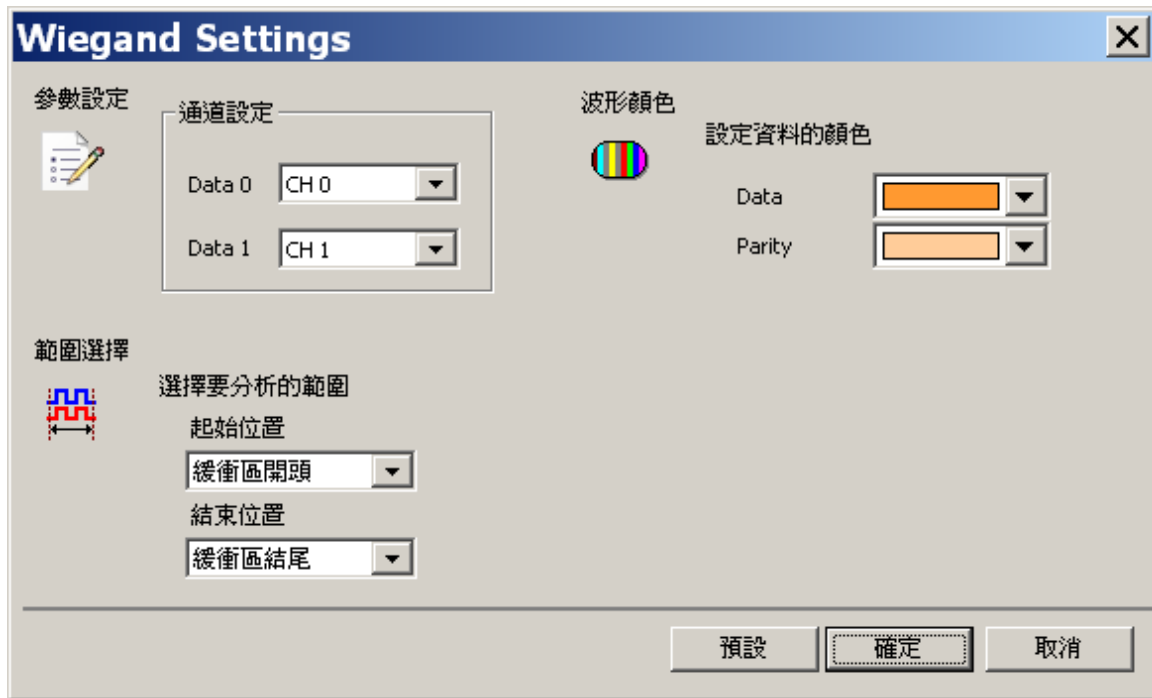 Wiegand Settings
參數設定
通道設定
Data 0
CH 0
Data 1
CH 1
波形顏色
設定資料的顏色
Data
Parity
範圍選擇
選擇要分析的範圍
起始位置
緩衝區開頭
結束位置
緩衝區結尾
預設
確定
取消